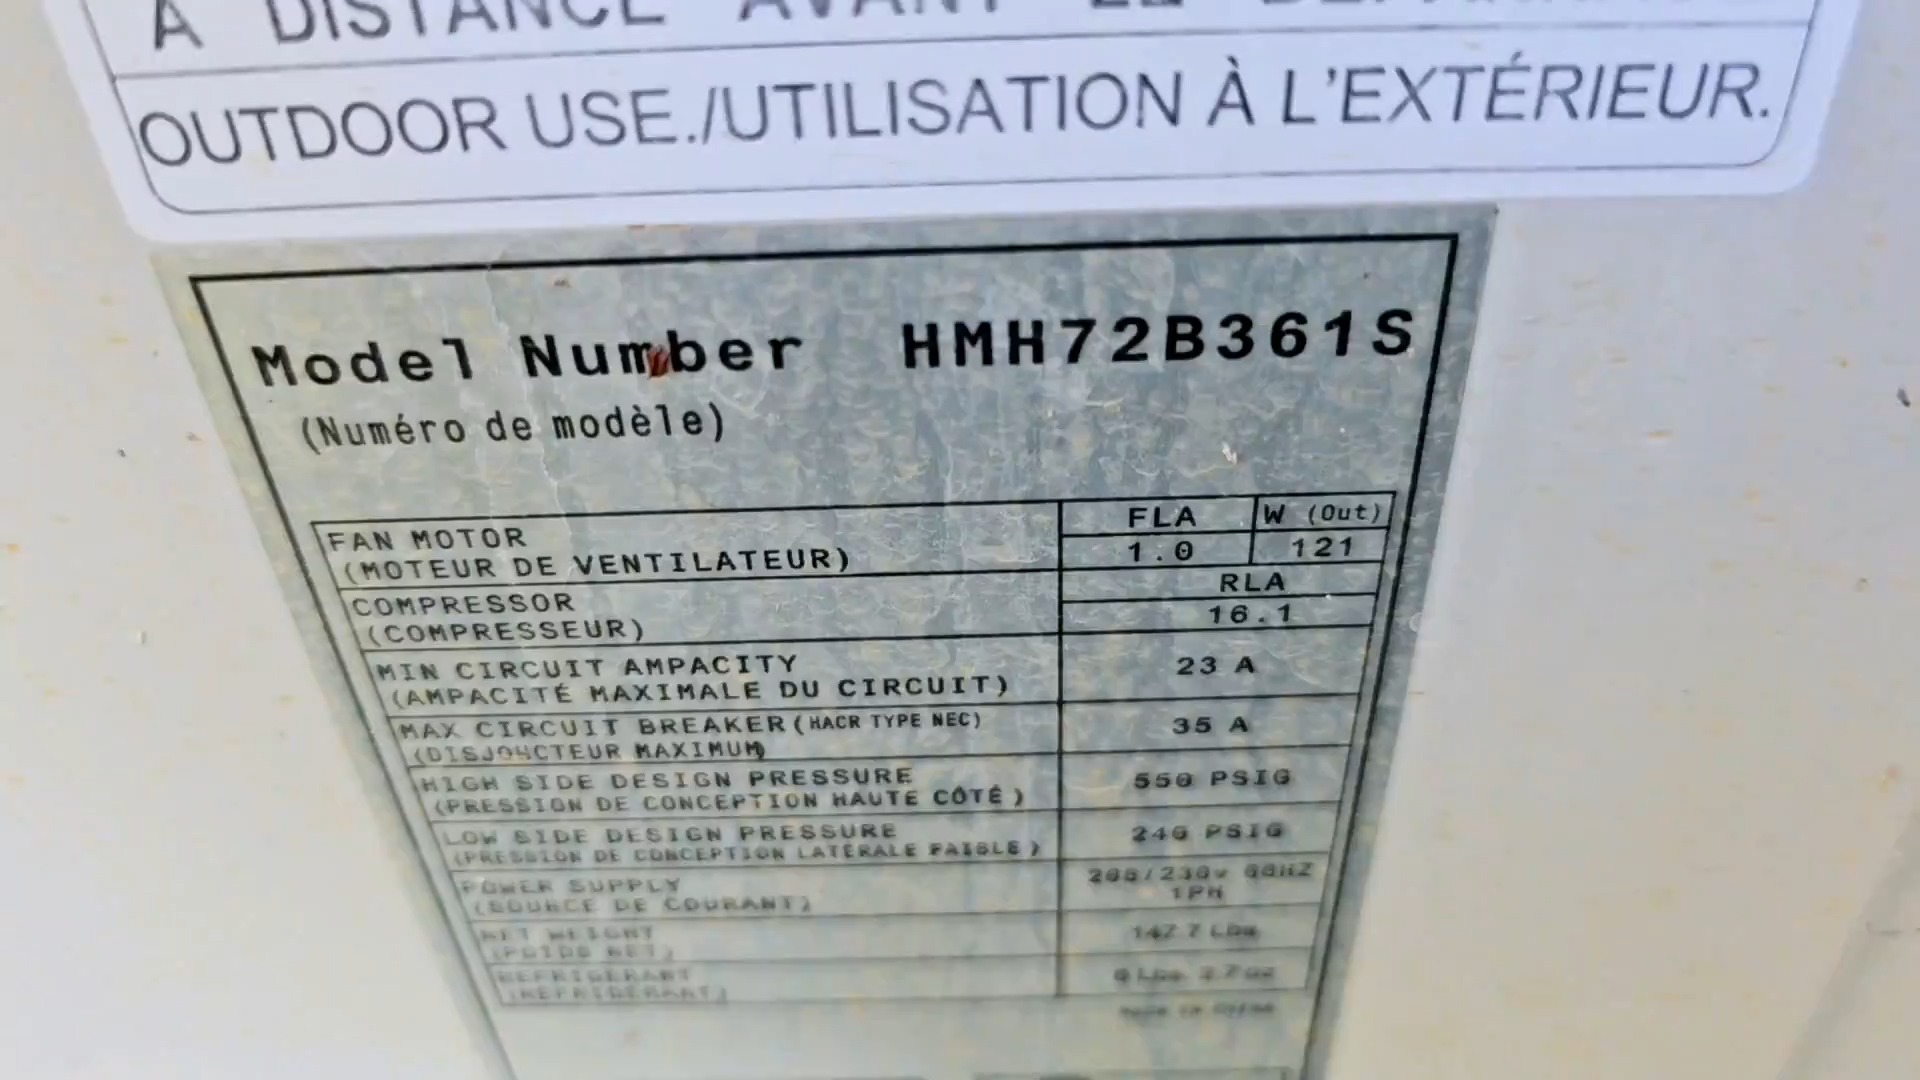 À DISTANCE AVANT LE DÉPANNAGE
OUTDOOR USE./UTILISATION À L'EXTÉRIEUR.
Model Number HMH72B361S
(Numéro de modèle)
FAN MOTOR
(MOTEUR DE VENTILATEUR)
FLA W (Out)
1.0 121
COMPRESSOR
(COMPRESSEUR)
RLA
16.1
MIN CIRCUIT AMPACITY
(AMPACITÉ MAXIMALE DU CIRCUIT)
23 A
MAX CIRCUIT BREAKER(HACR TYPE NEC)
(DISJONCTEUR MAXIMUM)
35 A
HIGH SIDE DESIGN PRESSURE
(PRESSION DE CONCEPTION HAUTE CÔTÉ)
550 PSIG
LOW SIDE DESIGN PRESSURE
(PRESSION DE CONCEPTION LATÉRALE FAIBLE)
240 PSIG
POWER SUPPLY
(SOURCE DE COURANT)
208/230v 60HZ
1PH
NET WEIGHT
(POIDS NET)
147.7 Lbs
REFRIGERANT
(RÉFRIGÉRANT)